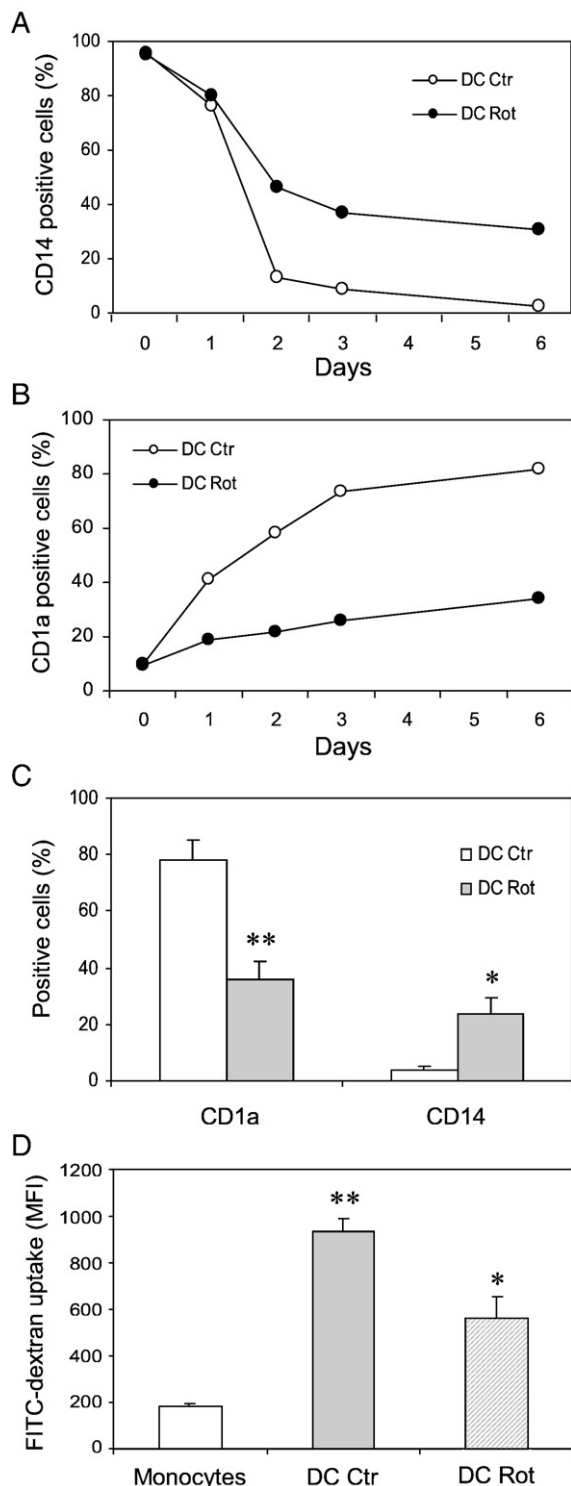 A
CD14 positive cells (%)
100
80
60
40
20
0
DC Ctr
DC Rot
0 1 2 3 4 5 6
Days
B
CD1a positive cells (%)
100
80
60
40
20
0
DC Ctr
DC Rot
0 1 2 3 4 5 6
Days
C
Positive cells (%)
100
80
60
40
20
0
DC Ctr
DC Rot
**
*
CD1a CD14
D
FITC-dextran uptake (MFI)
1200
1000
800
600
400
200
0
**
*
Monocytes DC Ctr DC Rot